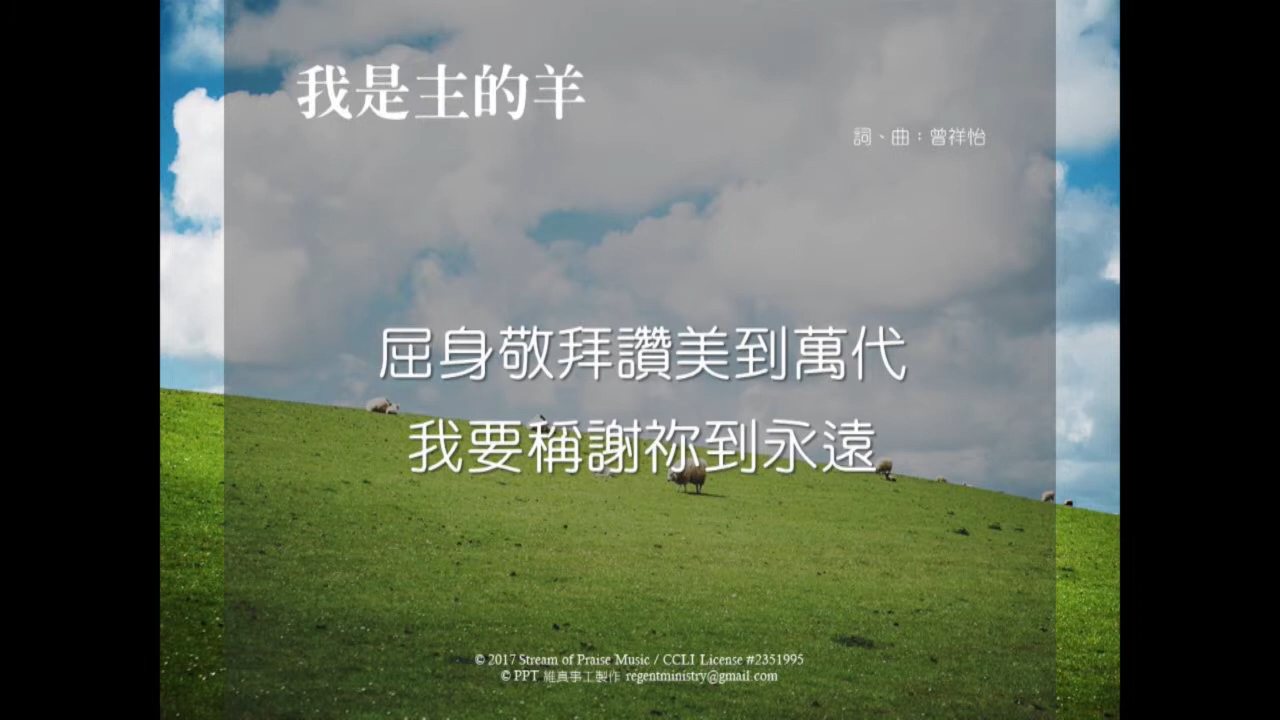 我是主的羊
詞、曲：曾祥怡
屈身敬拜讚美到萬代
我要稱謝祢到永遠
© 2017 Stream of Praise Music / CCLI License #2351995
© PPT 維真事工製作 regentministry@gmail.com